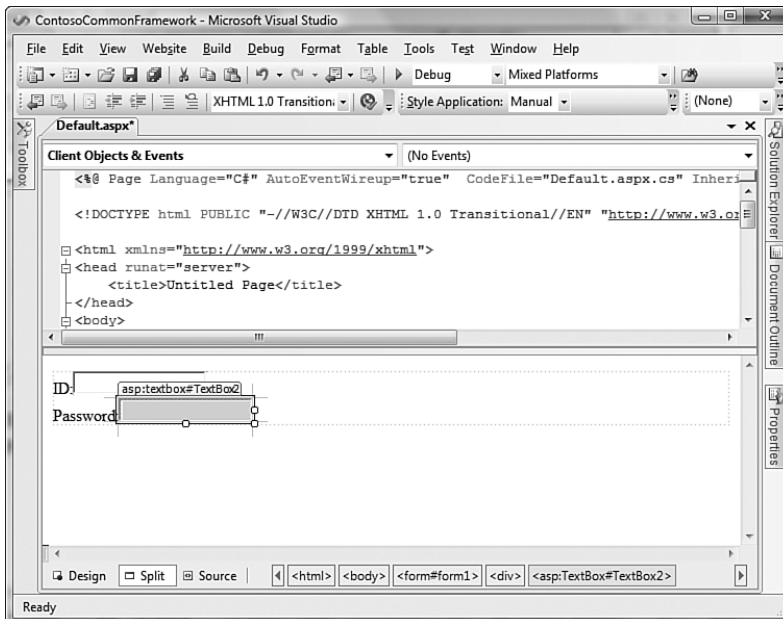 ContosoCommonFramework - Microsoft Visual Studio
File Edit View Website Build Debug Format Table Tools Test Window Help
Debug Mixed Platforms
XHTML 1.0 Transition Style Application: Manual (None)
Toolbox
Default.aspx*
Client Objects & Events (No Events)
<%@ Page Language="C#" AutoEventWireup="true" CodeFile="Default.aspx.cs" Inheri
<!DOCTYPE html PUBLIC "-//W3C//DTD XHTML 1.0 Transitional//EN" "http://www.w3.or
<html xmlns="http://www.w3.org/1999/xhtml">
<head runat="server">
<title>Untitled Page</title>
</head>
<body>
ID:
asp:textbox#TextBox2
Password
Design Split Source <html> <body> <form#form1> <div> <asp:TextBox#TextBox2>
Ready
Solution Explorer
Document Outline
Properties